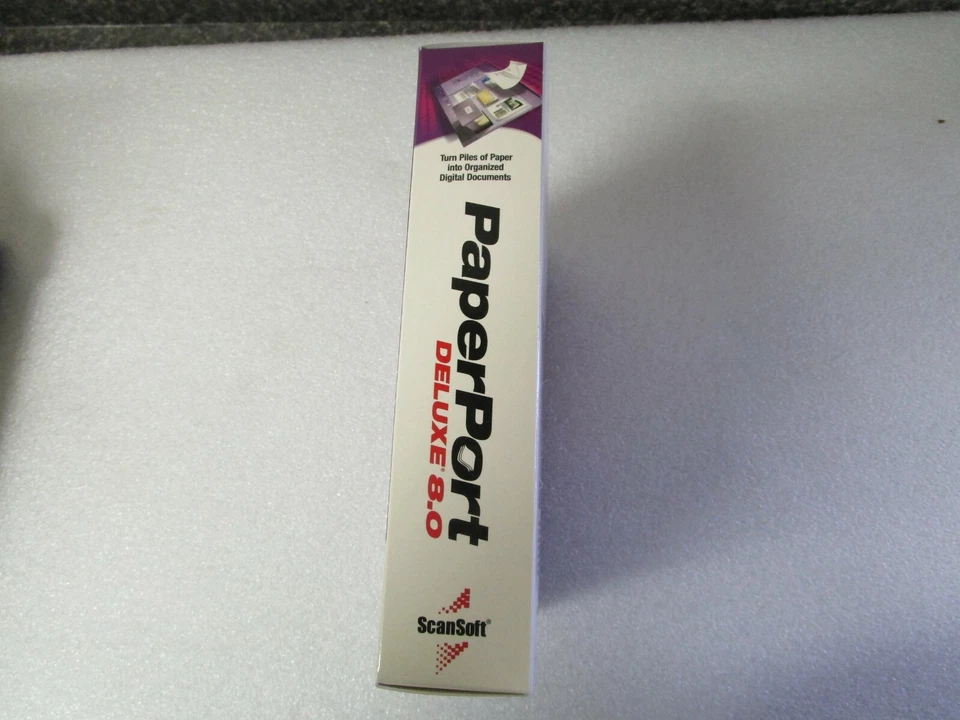 Turn Piles of Paper
into Organized
Digital Documents
PaperPort
DELUXE® 8.0
ScanSoft®